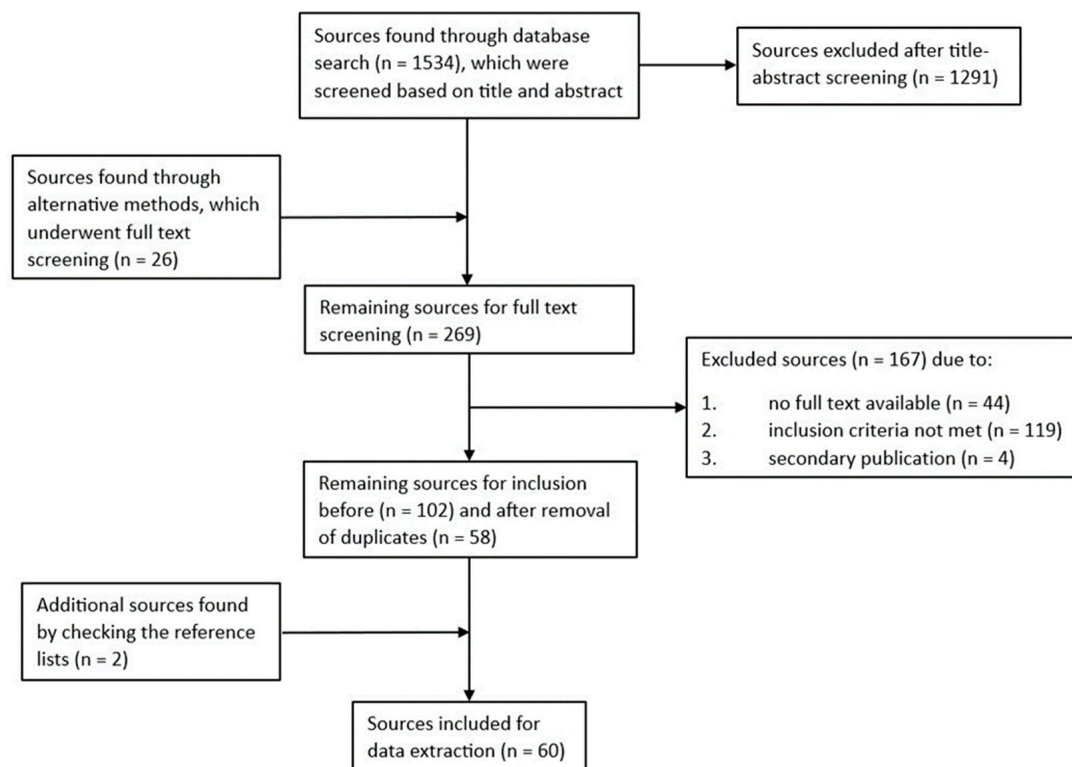 Sources found through database
search (n = 1534), which were
screened based on title and abstract
Sources excluded after title-
abstract screening (n = 1291)
Sources found through
alternative methods, which
underwent full text
screening (n = 26)
Remaining sources for full text
screening (n = 269)
Excluded sources (n = 167) due to:
1. no full text available (n = 44)
2. inclusion criteria not met (n = 119)
3. secondary publication (n = 4)
Remaining sources for inclusion
before (n = 102) and after removal
of duplicates (n = 58)
Additional sources found
by checking the reference
lists (n = 2)
Sources included for
data extraction (n = 60)